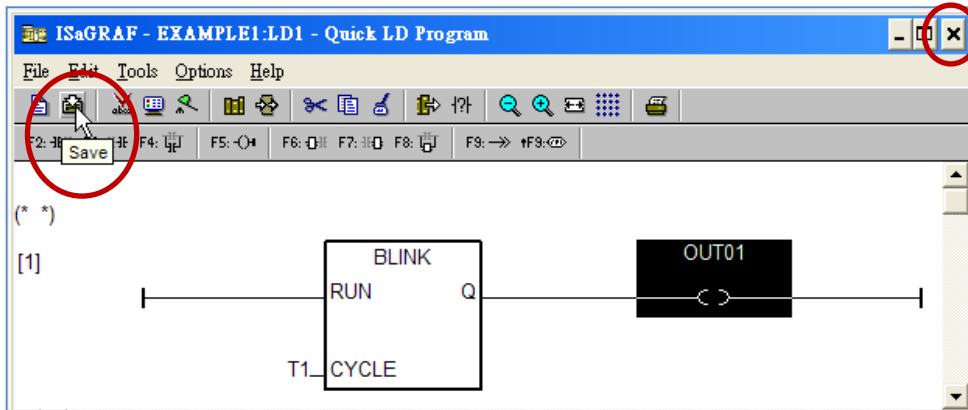 ISaGRAF - EXAMPLE1:LD1 - Quick LD Program
File Edit Tools Options Help
F2: F4: F5: F6: F7: F8: F9: F9:
Save
(* *)
[1]
BLINK
OUT01
RUN Q
T1 CYCLE